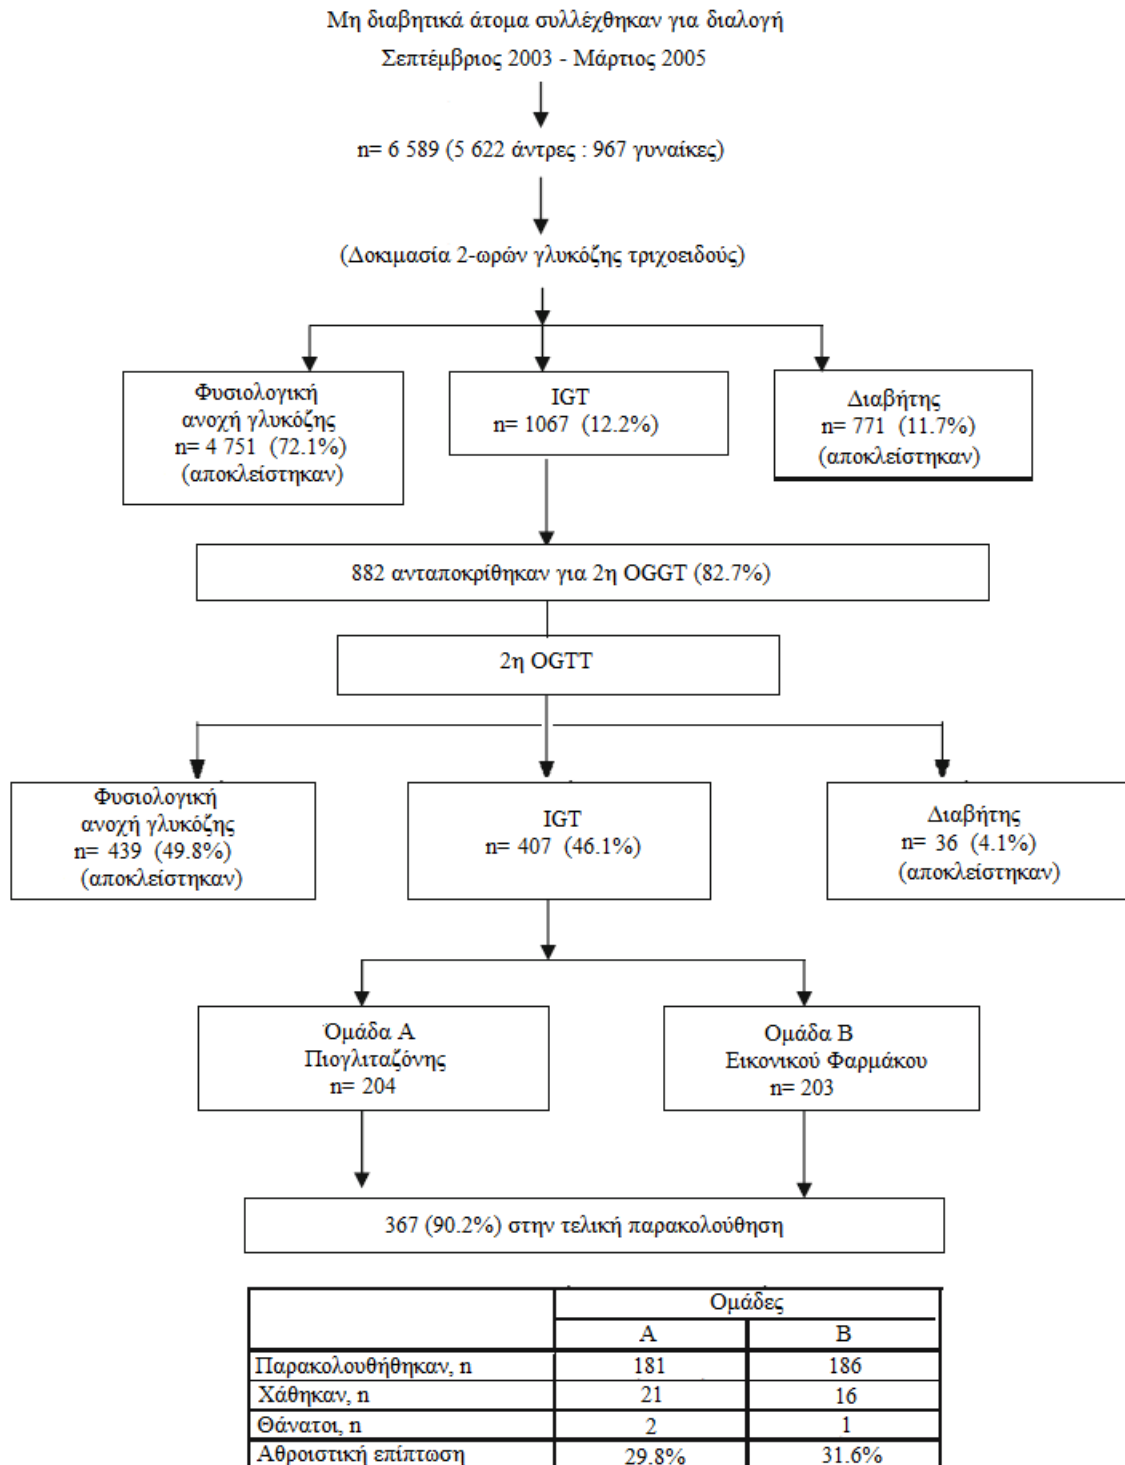 Μη διαβητικά άτομα συλλέχθηκαν για διαλογή
Σεπτέμβριος 2003 - Μάρτιος 2005
n= 6 589 (5 622 άντρες : 967 γυναίκες)
(Δοκιμασία 2-ωρών γλυκόζης τριχοειδούς)
Φυσιολογική
ανοχή γλυκόζης
n= 4 751 (72.1%)
(αποκλείστηκαν)
IGT
n= 1067 (12.2%)
Διαβήτης
n= 771 (11.7%)
(αποκλείστηκαν)
882 ανταποκρίθηκαν για 2η OGGT (82.7%)
2η OGTT
Φυσιολογική
ανοχή γλυκόζης
n= 439 (49.8%)
(αποκλείστηκαν)
IGT
n= 407 (46.1%)
Διαβήτης
n= 36 (4.1%)
(αποκλείστηκαν)
Όμάδα Α
Πιογλιταζόνης
n= 204
Ομάδα Β
Εικονικού Φαρμάκου
n= 203
367 (90.2%) στην τελική παρακολούθηση
Ομάδες
Α Β
Παρακολουθήθηκαν, n 181 186
Χάθηκαν, n 21 16
Θάνατοι, n 2 1
Αθροιστική επίπτωση 29.8% 31.6%